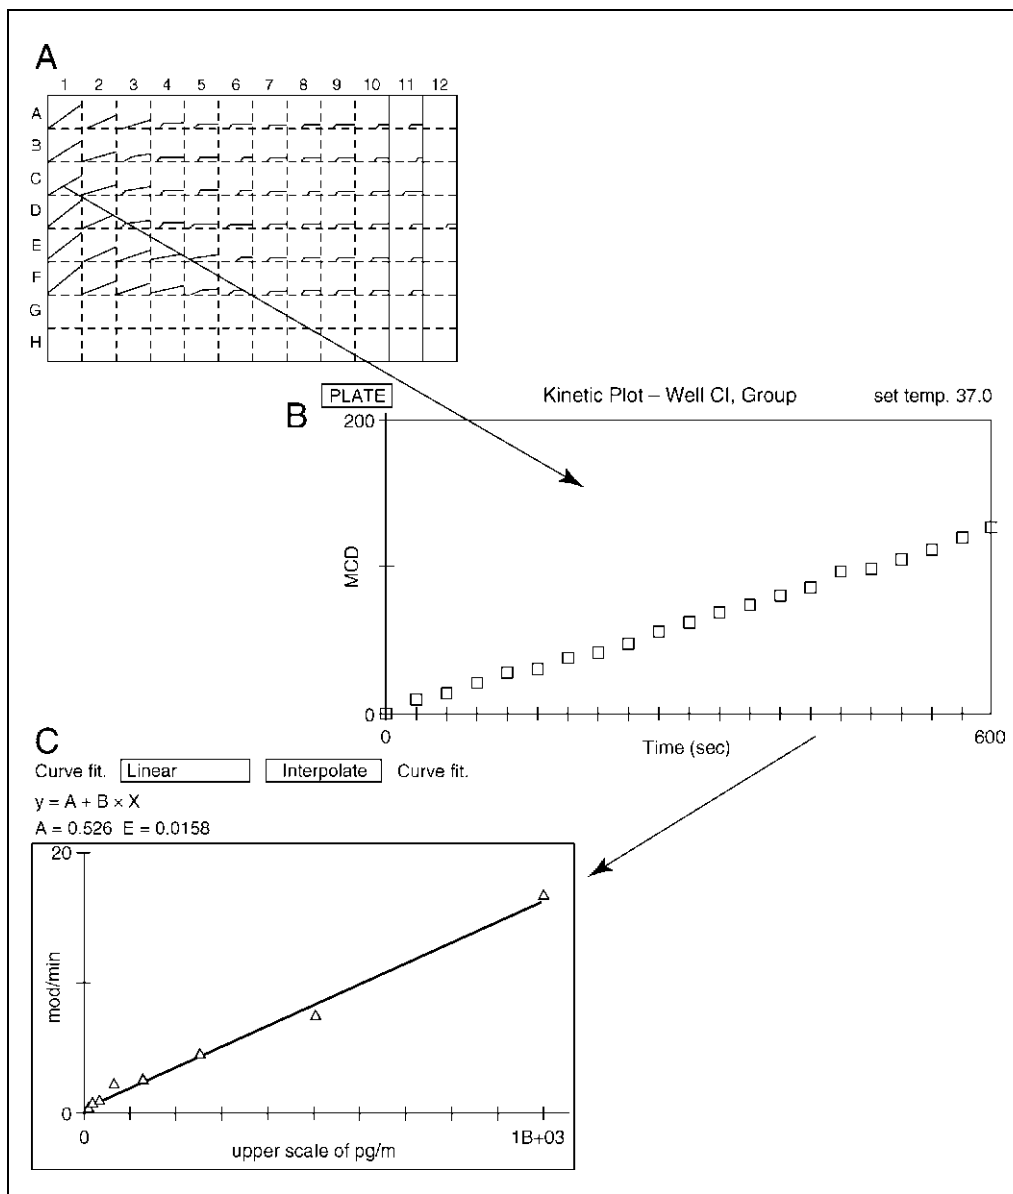 A
1 2 3 4 5 6 7 8 9 10 11 12
A
B
C
D
E
F
G
H
B
PLATE
Kinetic Plot – Well CI, Group
set temp. 37.0
200
MCD
0
0
Time (sec)
600
C
Curve fit. Linear Interpolate Curve fit.
y = A + B × X
A = 0.526 E = 0.0158
20
mod/min
0
0
upper scale of pg/m
1B+03